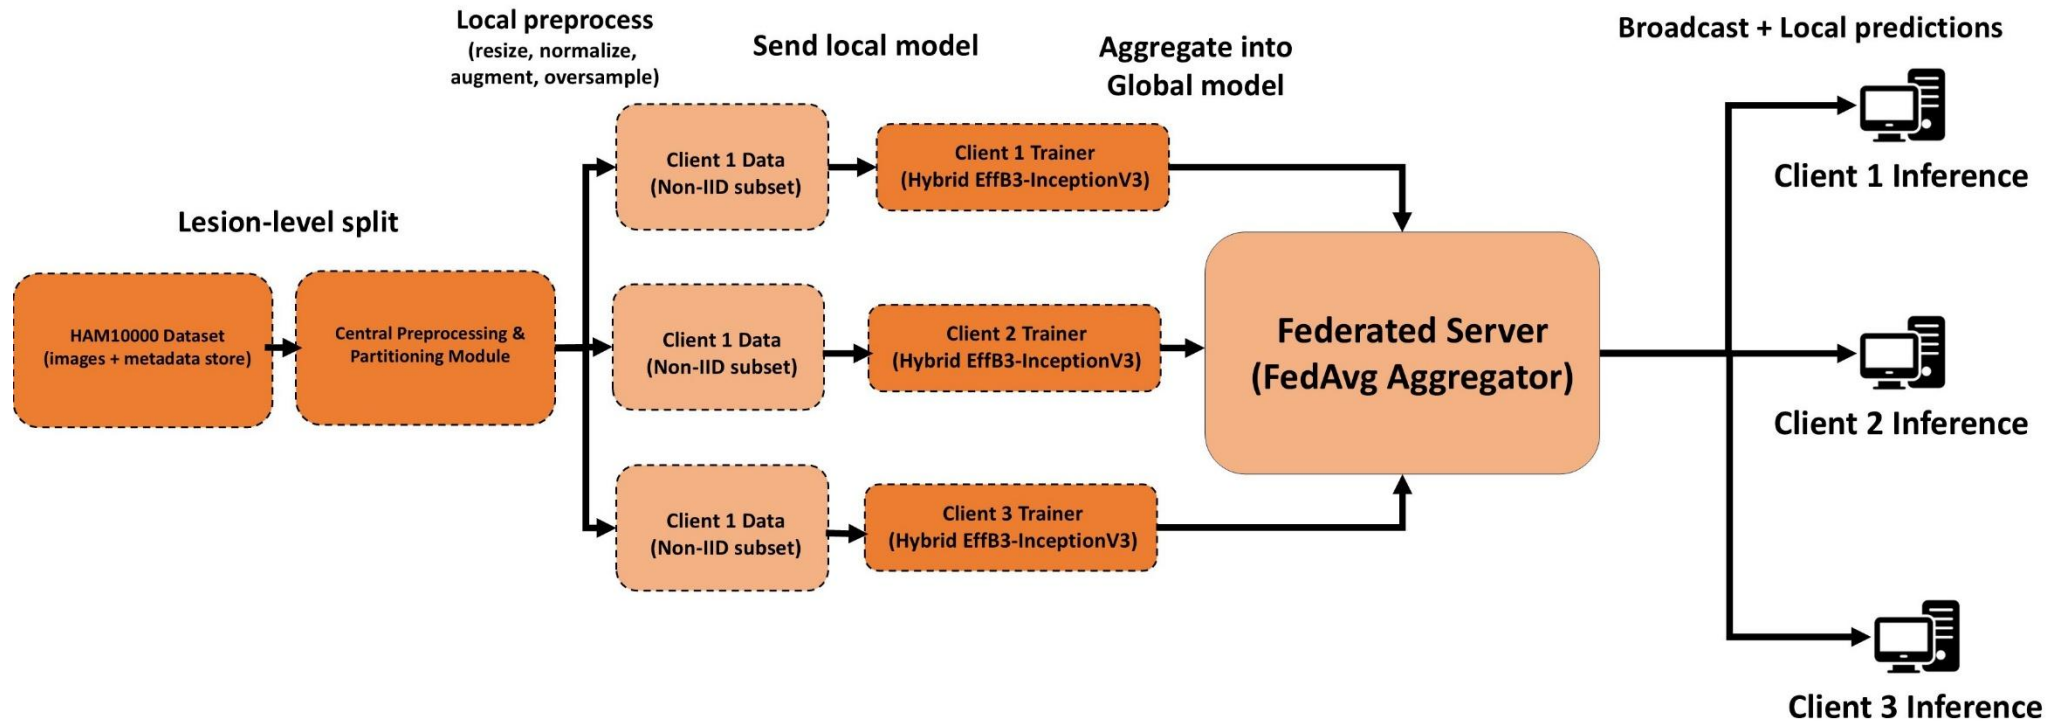 Local preprocess
(resize, normalize,
augment, oversample)
Send local model
Aggregate into
Global model
Broadcast + Local predictions
Lesion-level split
HAM10000 Dataset
(images + metadata store)
Central Preprocessing &
Partitioning Module
Client 1 Data
(Non-IID subset)
Client 1 Trainer
(Hybrid EffB3-InceptionV3)
Client 1 Data
(Non-IID subset)
Client 2 Trainer
(Hybrid EffB3-InceptionV3)
Client 1 Data
(Non-IID subset)
Client 3 Trainer
(Hybrid EffB3-InceptionV3)
Federated Server
(FedAvg Aggregator)
Client 1 Inference
Client 2 Inference
Client 3 Inference